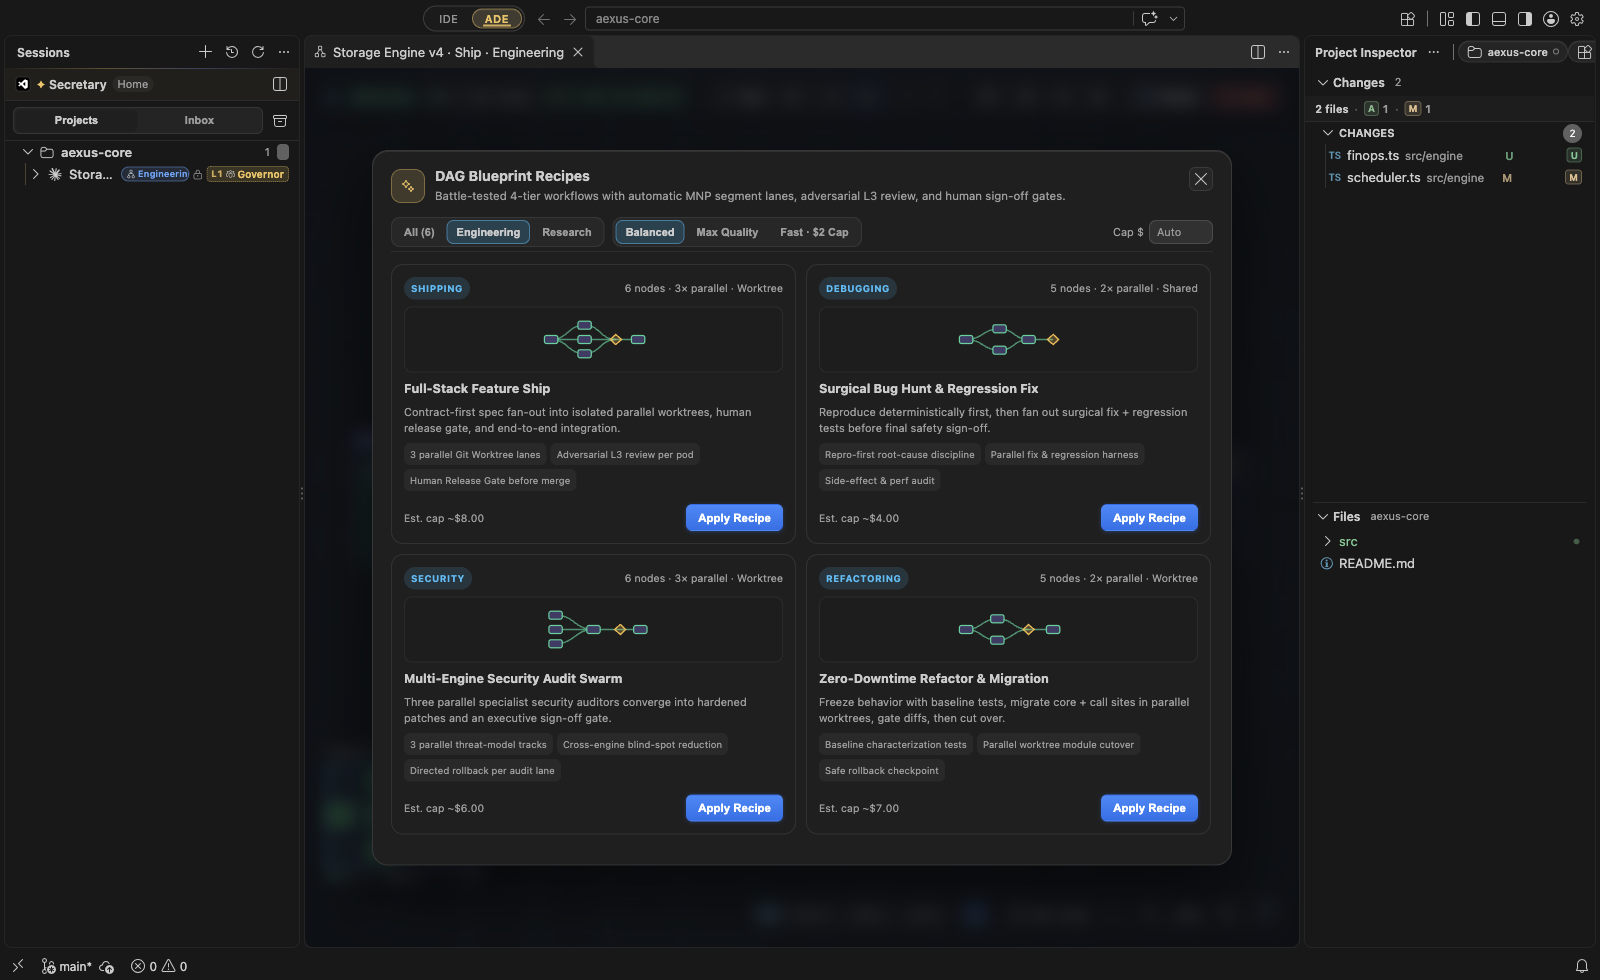 IDE
ADE
aexus-core
Sessions
Secretary Home
Projects
Inbox
aexus-core 1
Stora... Engineerin L1 Governor
Storage Engine v4 · Ship · Engineering
DAG Blueprint Recipes
Battle-tested 4-tier workflows with automatic MNP segment lanes, adversarial L3 review, and human sign-off gates.
All (6) Engineering Research Balanced Max Quality Fast · $2 Cap Cap $ Auto
SHIPPING 6 nodes · 3× parallel · Worktree
Full-Stack Feature Ship
Contract-first spec fan-out into isolated parallel worktrees, human
release gate, and end-to-end integration.
3 parallel Git Worktree lanes Adversarial L3 review per pod
Human Release Gate before merge
Est. cap ~$8.00 Apply Recipe
DEBUGGING 5 nodes · 2× parallel · Shared
Surgical Bug Hunt & Regression Fix
Reproduce deterministically first, then fan out surgical fix + regression
tests before final safety sign-off.
Repro-first root-cause discipline Parallel fix & regression harness
Side-effect & perf audit
Est. cap ~$4.00 Apply Recipe
SECURITY 6 nodes · 3× parallel · Worktree
Multi-Engine Security Audit Swarm
Three parallel specialist security auditors converge into hardened
patches and an executive sign-off gate.
3 parallel threat-model tracks Cross-engine blind-spot reduction
Directed rollback per audit lane
Est. cap ~$6.00 Apply Recipe
REFACTORING 5 nodes · 2× parallel · Worktree
Zero-Downtime Refactor & Migration
Freeze behavior with baseline tests, migrate core + call sites in parallel
worktrees, gate diffs, then cut over.
Baseline characterization tests Parallel worktree module cutover
Safe rollback checkpoint
Est. cap ~$7.00 Apply Recipe
Project Inspector aexus-core
Changes 2
2 files · A 1 · M 1
CHANGES 2
TS finops.ts src/engine U U
TS scheduler.ts src/engine M M
Files aexus-core
src
README.md
main* 0 0